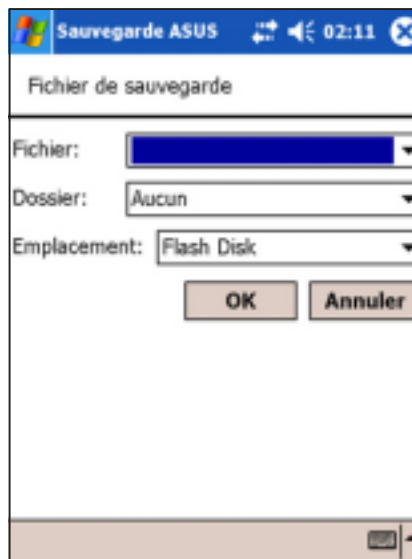 Sauvegarde ASUS 02:11
Fichier de sauvegarde
Fichier:
Dossier: Aucun
Emplacement: Flash Disk
OK Annuler